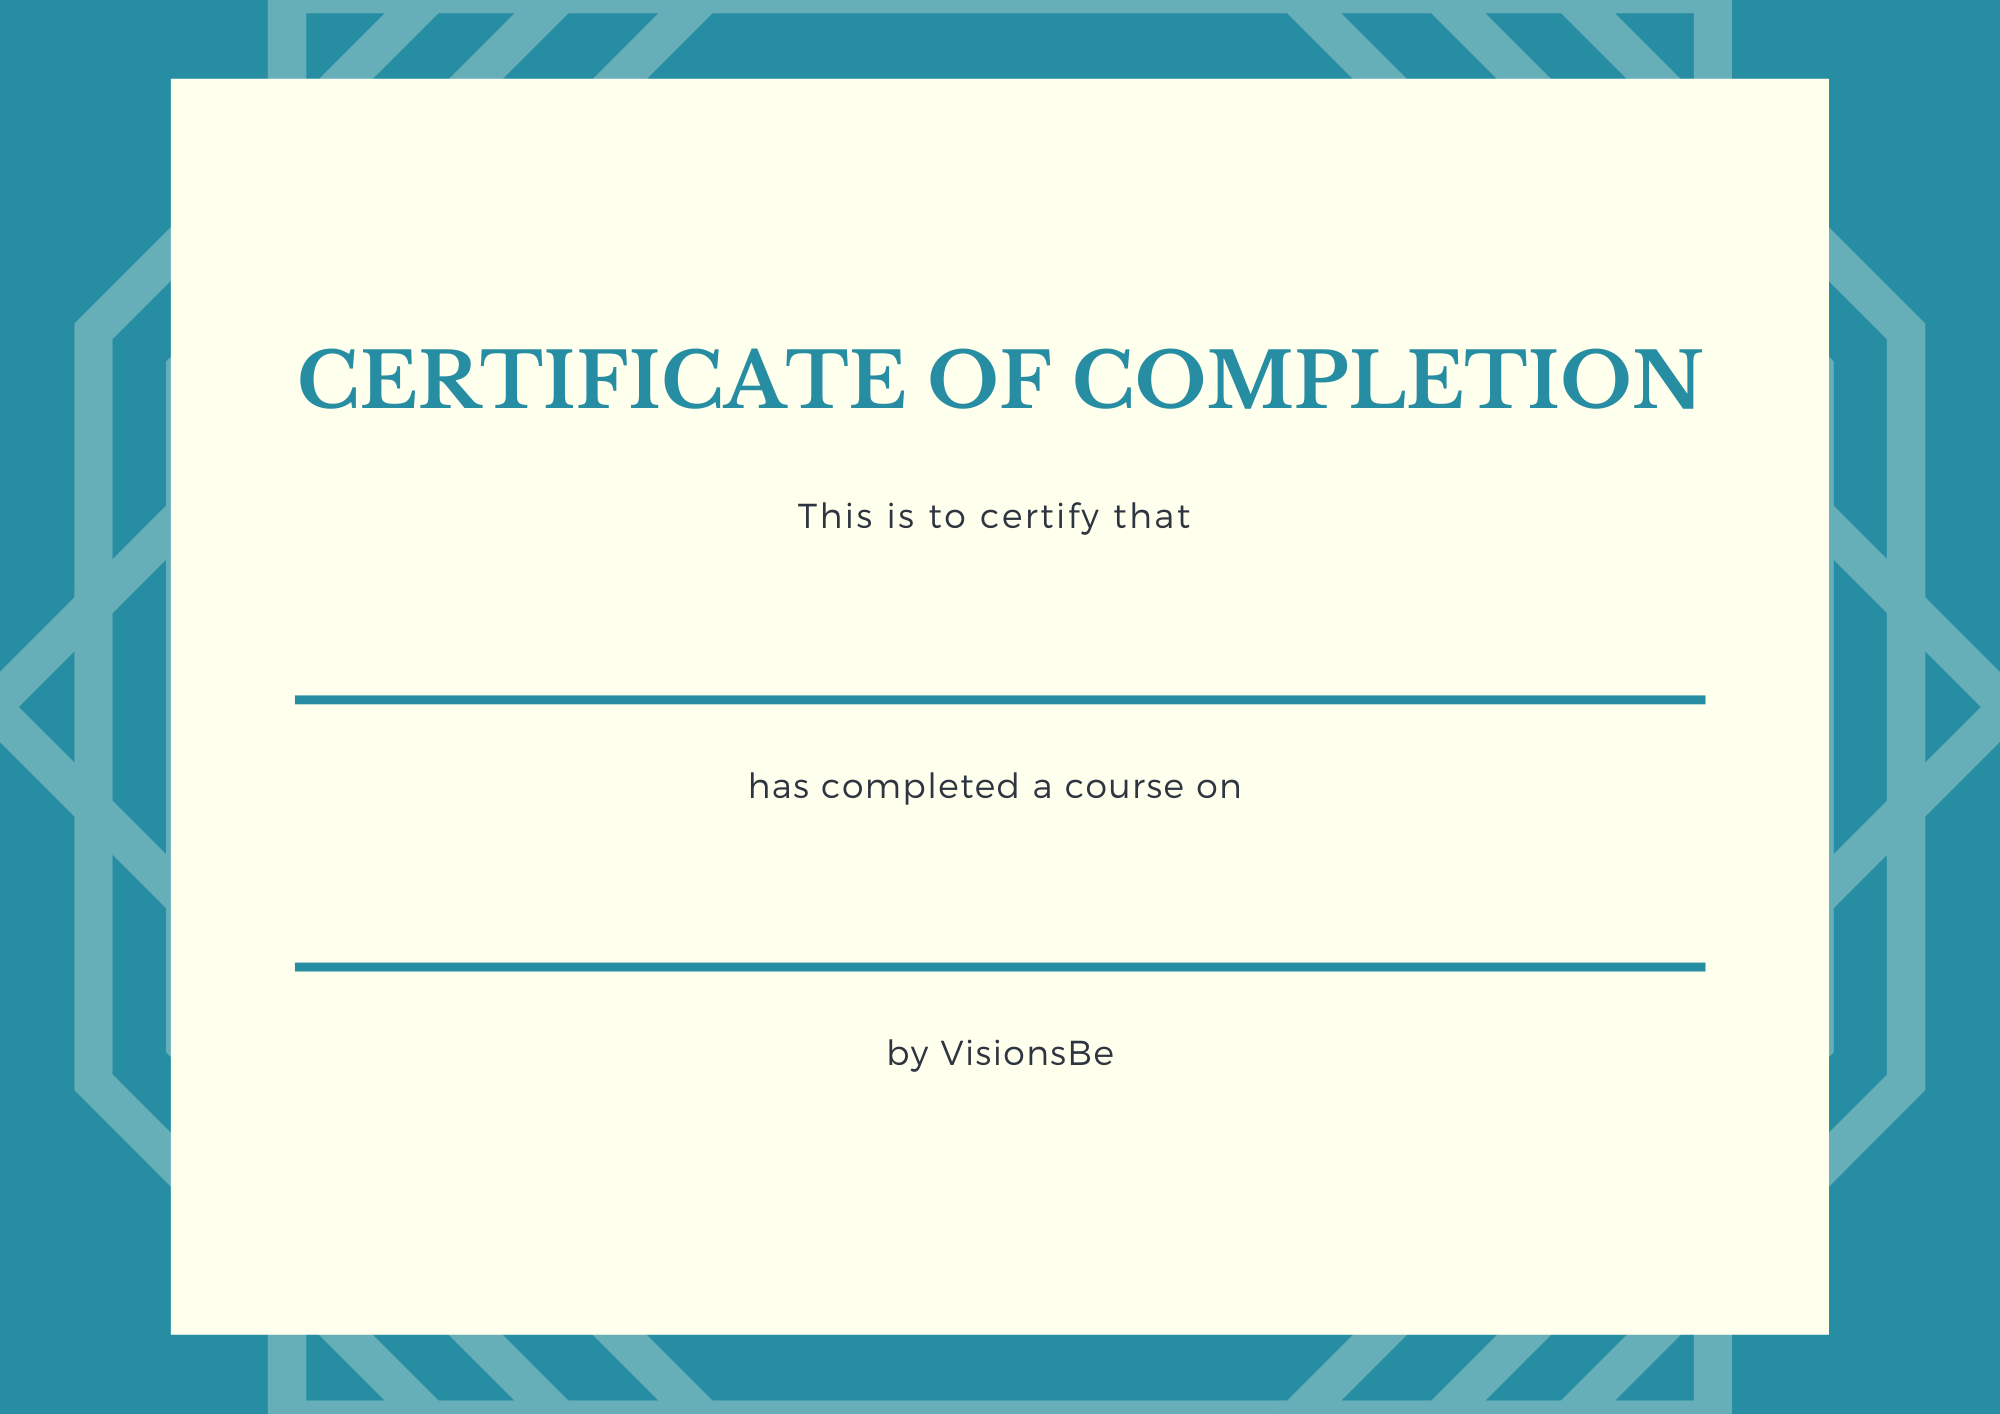 CERTIFICATE OF COMPLETION
This is to certify that
has completed a course on
by VisionsBe